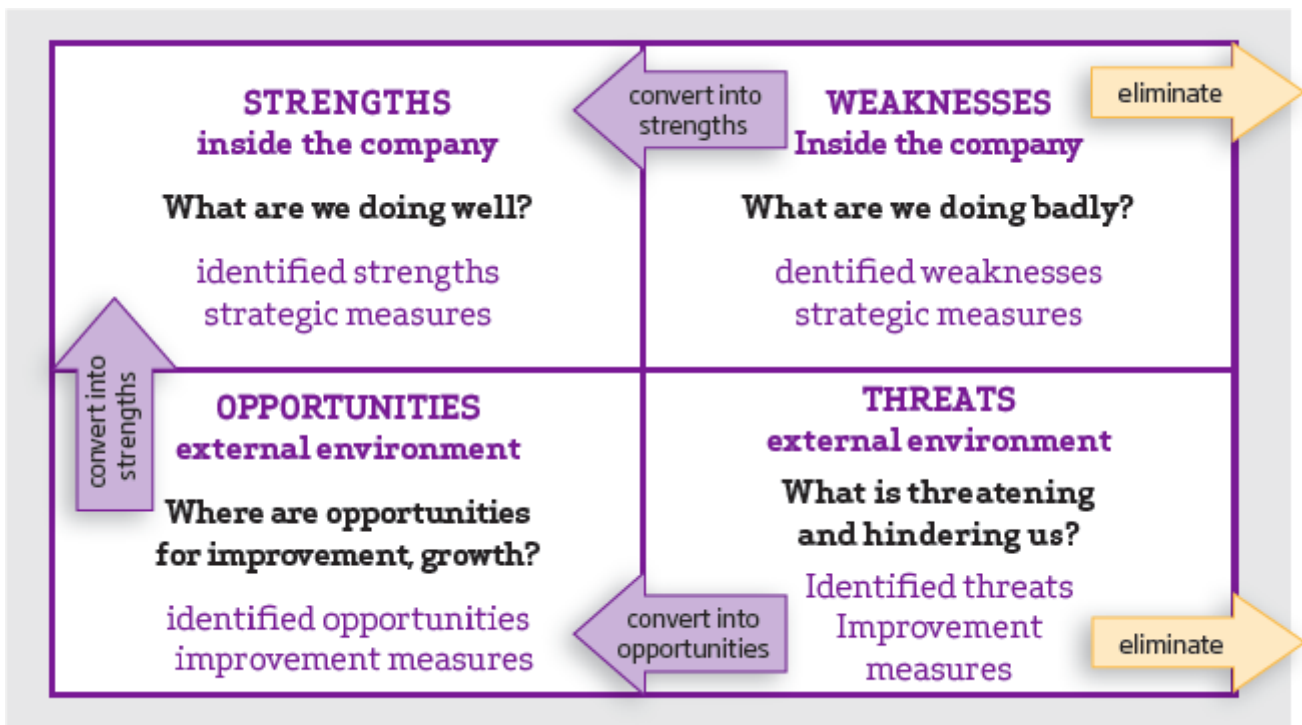 STRENGTHS
inside the company
What are we doing well?
identified strengths
strategic measures
convert into
strengths
WEAKNESSES
Inside the company
What are we doing badly?
dentified weaknesses
strategic measures
eliminate
convert into
strengths
OPPORTUNITIES
external environment
Where are opportunities
for improvement, growth?
identified opportunities
improvement measures
convert into
opportunities
THREATS
external environment
What is threatening
and hindering us?
Identified threats
Improvement
measures
eliminate